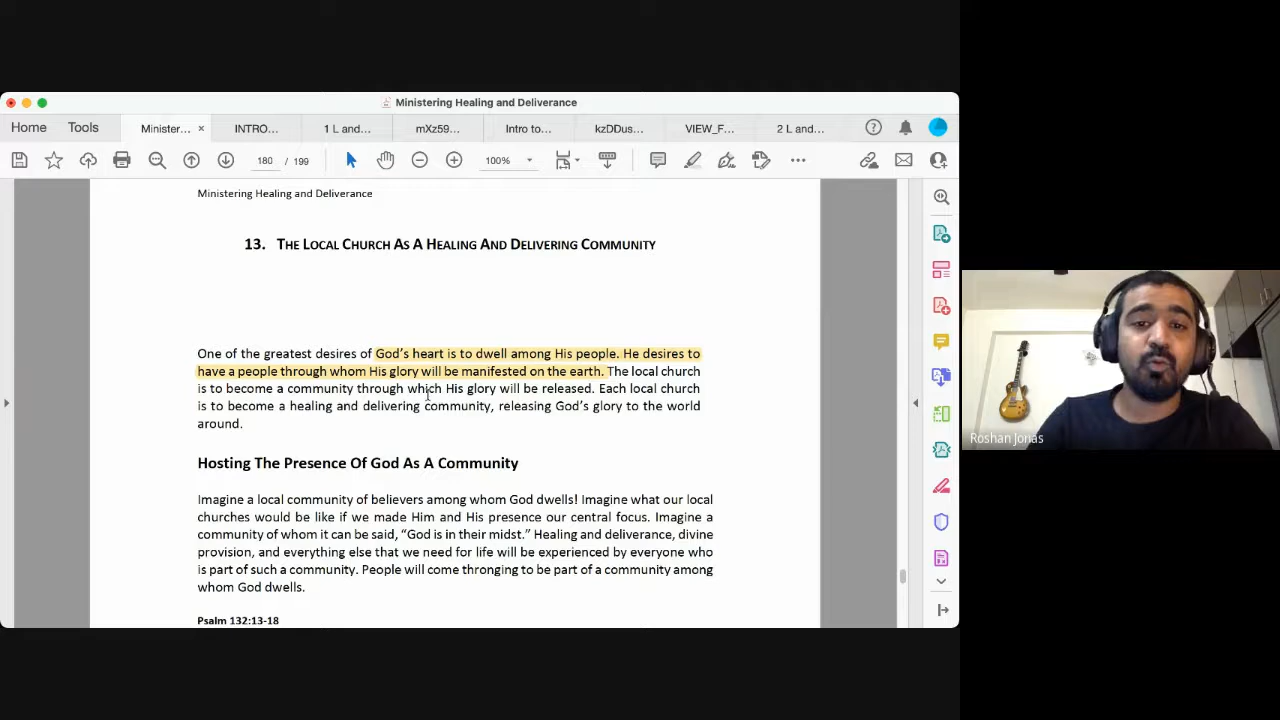 Ministering Healing and Deliverance
Home Tools Minister... × INTRO... 1 L and... mXz59... Intro to... kzDDus... VIEW_F... 2 L and...
180 / 199 100%
Ministering Healing and Deliverance
13. THE LOCAL CHURCH AS A HEALING AND DELIVERING COMMUNITY
One of the greatest desires of God's heart is to dwell among His people. He desires to
have a people through whom His glory will be manifested on the earth. The local church
is to become a community through which His glory will be released. Each local church
is to become a healing and delivering community, releasing God's glory to the world
around.
Hosting The Presence Of God As A Community
Imagine a local community of believers among whom God dwells! Imagine what our local
churches would be like if we made Him and His presence our central focus. Imagine a
community of whom it can be said, "God is in their midst." Healing and deliverance, divine
provision, and everything else that we need for life will be experienced by everyone who
is part of such a community. People will come thronging to be part of a community among
whom God dwells.
Psalm 132:13-18
Roshan Jonas